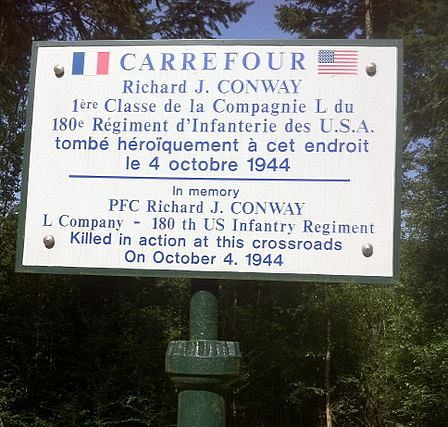 CARREFOUR
Richard J. CONWAY
1ère Classe de la Compagnie L du
180e Régiment d'Infanterie des U.S.A.
tombé héroïquement à cet endroit
le 4 octobre 1944
In memory
PFC Richard J. CONWAY
L Company - 180 th US Infantry Regiment
Killed in action at this crossroads
On October 4. 1944